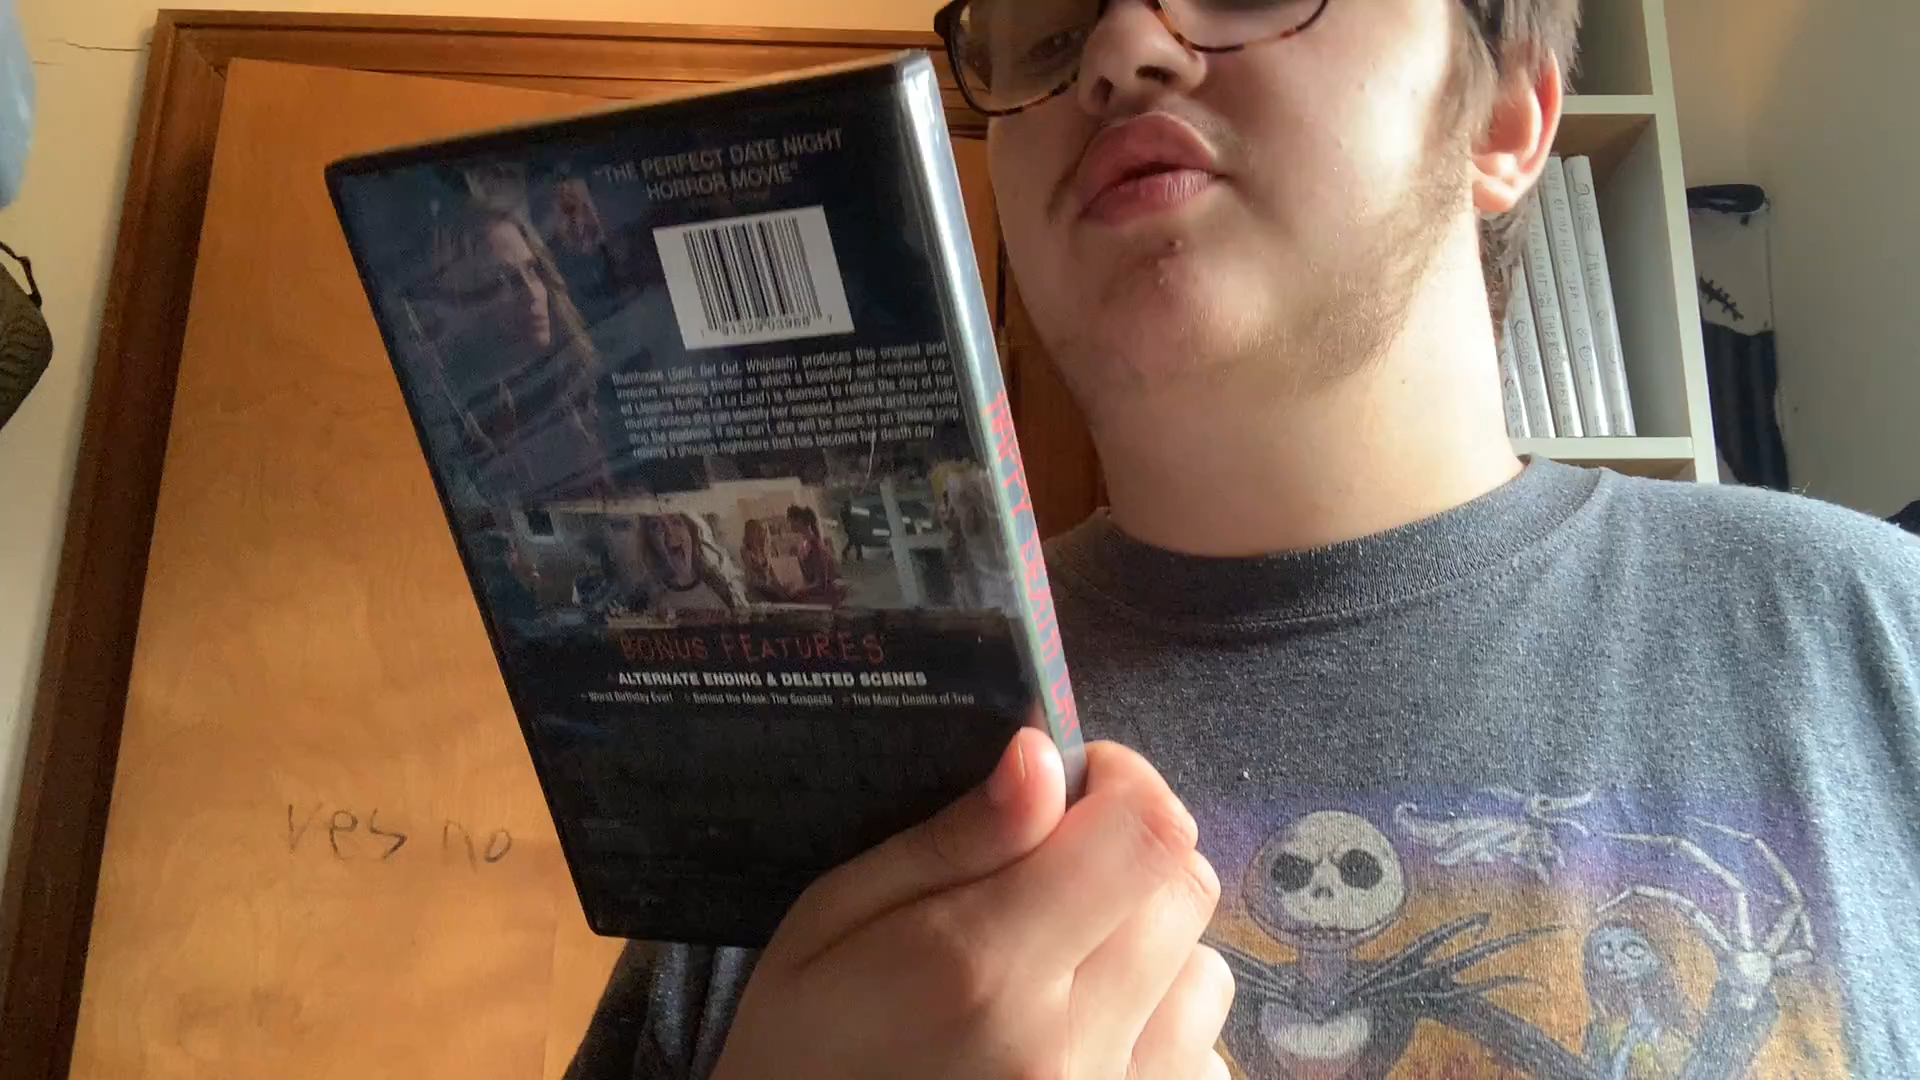 "THE PERFECT DATE NIGHT
HORROR MOVIE"
1 91329 03968 7
Blumhouse (Split, Get Out, Whiplash) produces the original and
inventive rewinding thriller in which a blissfully self-centered co-
ed (Jessica Rothe, La La Land) is doomed to relive the day of her
murder unless she can identify her masked assailant and hopefully
stop the madness. If she can't, she will be stuck in an insane loop
reliving a ghoulish nightmare that has become her death day
HAPPY DEATH DAY
BONUS FEATURES
ALTERNATE ENDING & DELETED SCENES
Worst Birthday Ever! Behind the Mask: The Suspects The Many Deaths of Tree
yes no